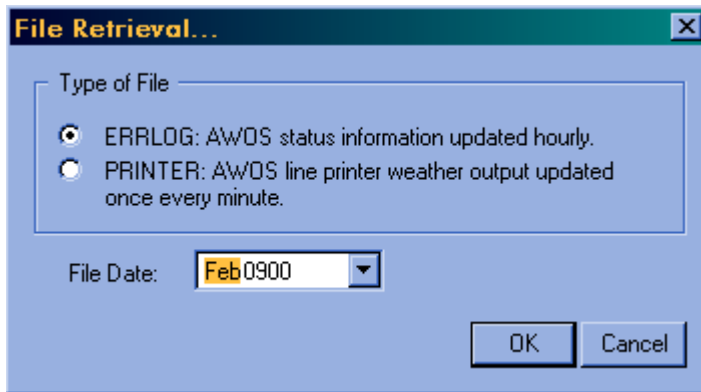 File Retrieval...
Type of File
ERRLOG: AWOS status information updated hourly.
PRINTER: AWOS line printer weather output updated
once every minute.
File Date:
Feb0900
OK
Cancel